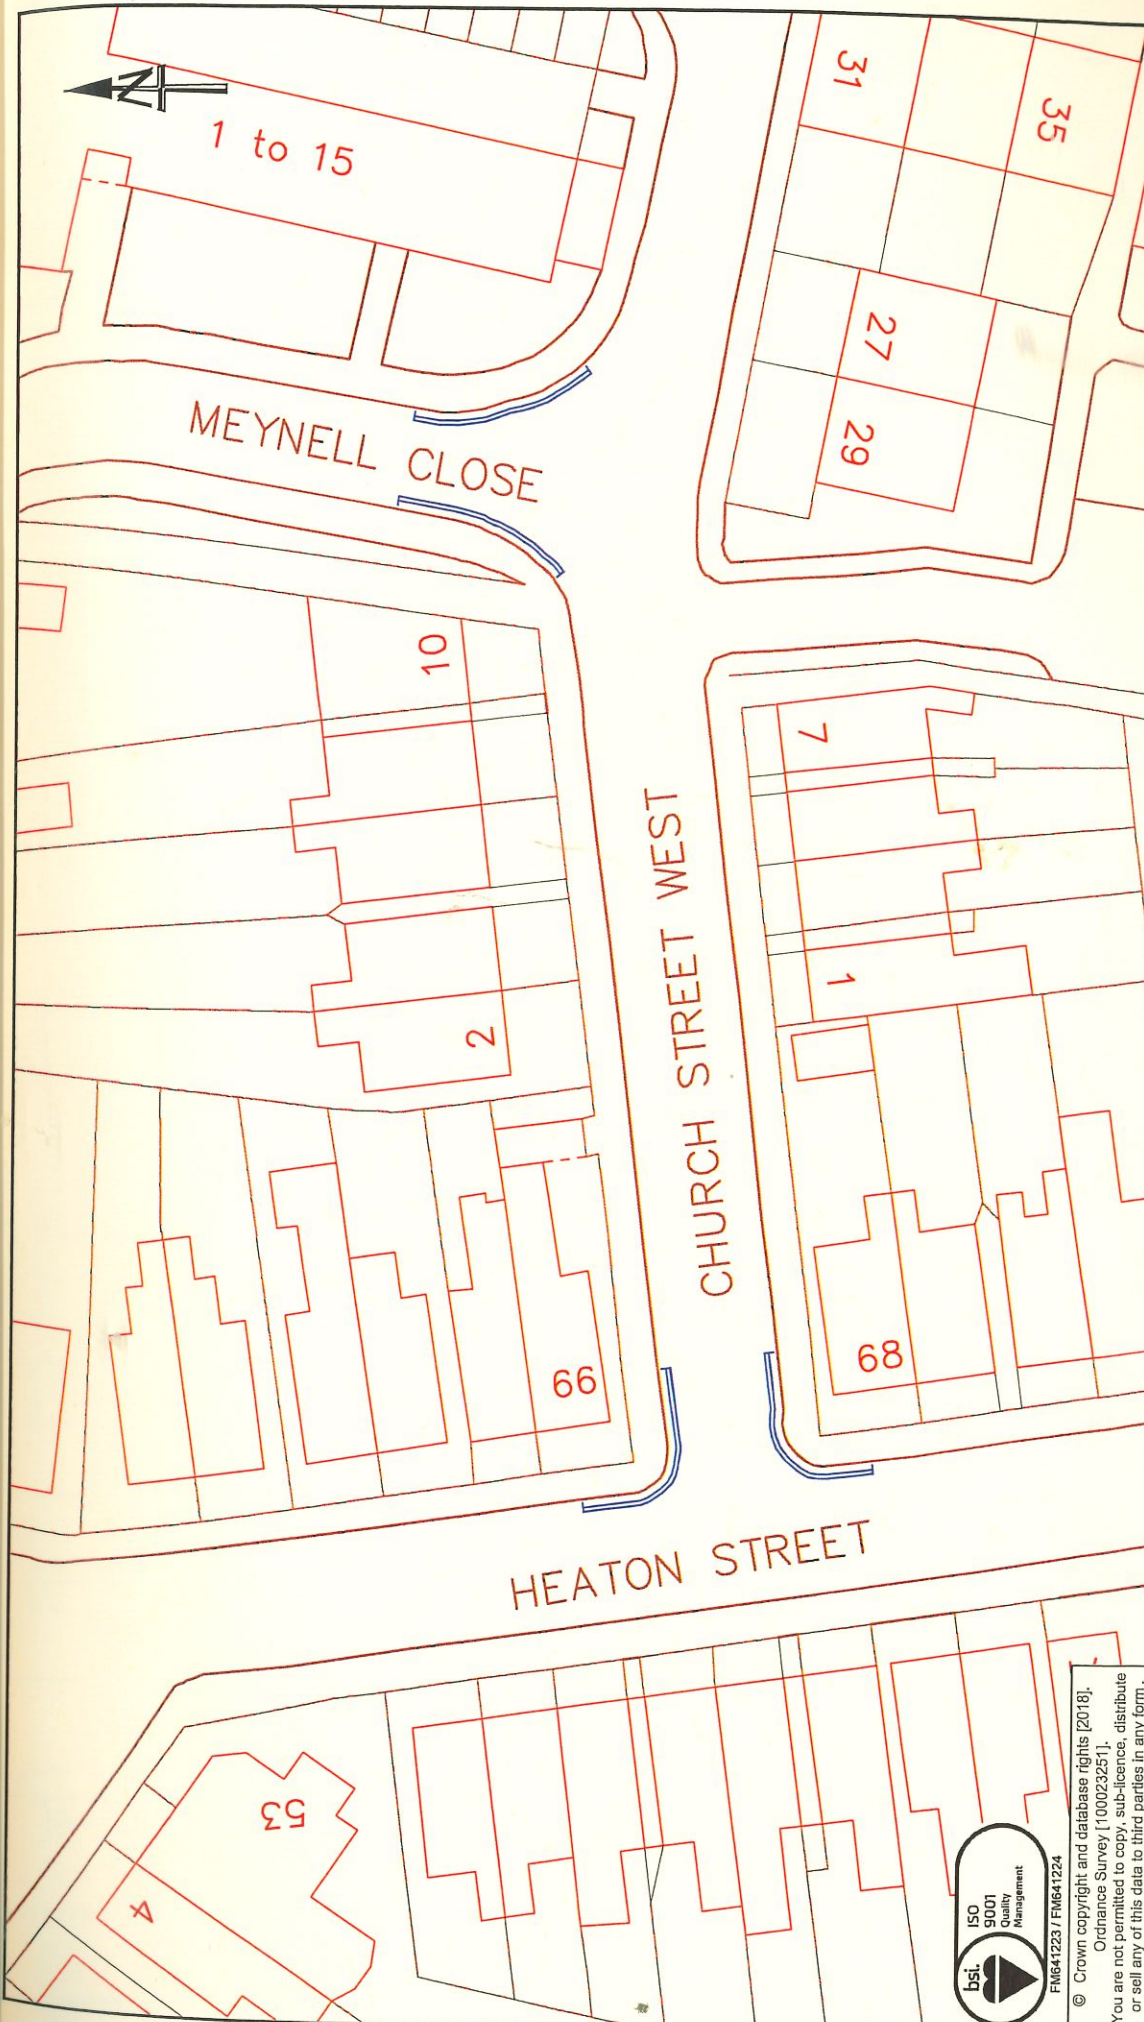 31
35
N
1 to 15
27
29
MEYNELL CLOSE
10
7
CHURCH STREET WEST
1
2
68
66
HEATON STREET
53
4
bsi.
ISO
9001
Quality
Management
FM641223 / FM641224
© Crown copyright and database rights [2018].
Ordnance Survey [100023251].
You are not permitted to copy, sub-licence, distribute
or sell any of this data to third parties in any form.